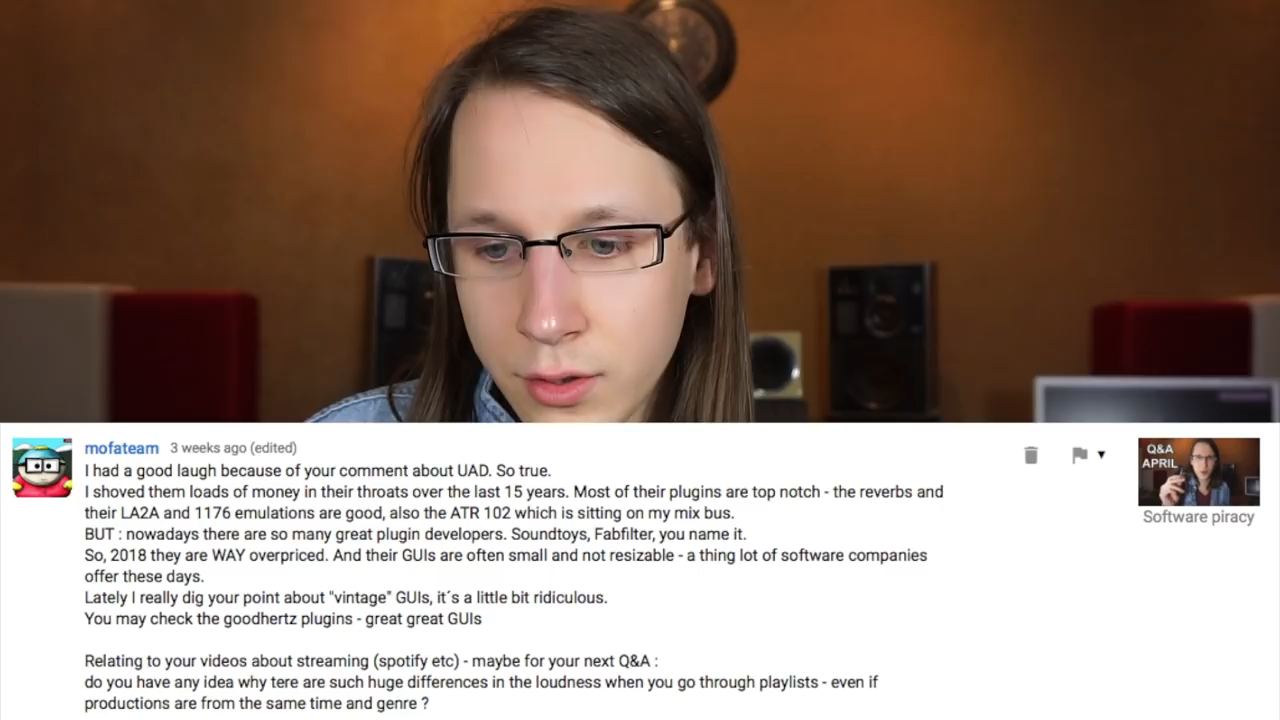 mofateam 3 weeks ago (edited)
I had a good laugh because of your comment about UAD. So true.
I shoved them loads of money in their throats over the last 15 years. Most of their plugins are top notch - the reverbs and
their LA2A and 1176 emulations are good, also the ATR 102 which is sitting on my mix bus.
BUT : nowadays there are so many great plugin developers. Soundtoys, Fabfilter, you name it.
So, 2018 they are WAY overpriced. And their GUIs are often small and not resizable - a thing lot of software companies
offer these days.
Lately I really dig your point about "vintage" GUIs, it´s a little bit ridiculous.
You may check the goodhertz plugins - great great GUIs
Relating to your videos about streaming (spotify etc) - maybe for your next Q&A :
do you have any idea why tere are such huge differences in the loudness when you go through playlists - even if
productions are from the same time and genre ?
Q&A
APRIL
Software piracy